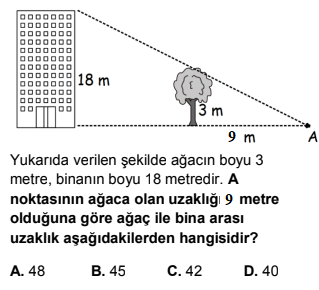 18 m
3 m
9 m A
Yukarıda verilen şekilde ağacın boyu 3
metre, binanın boyu 18 metredir. A
noktasının ağaca olan uzaklığı 9 metre
olduğuna göre ağaç ile bina arası
uzaklık aşağıdakilerden hangisidir?
A. 48 B. 45 C. 42 D. 40